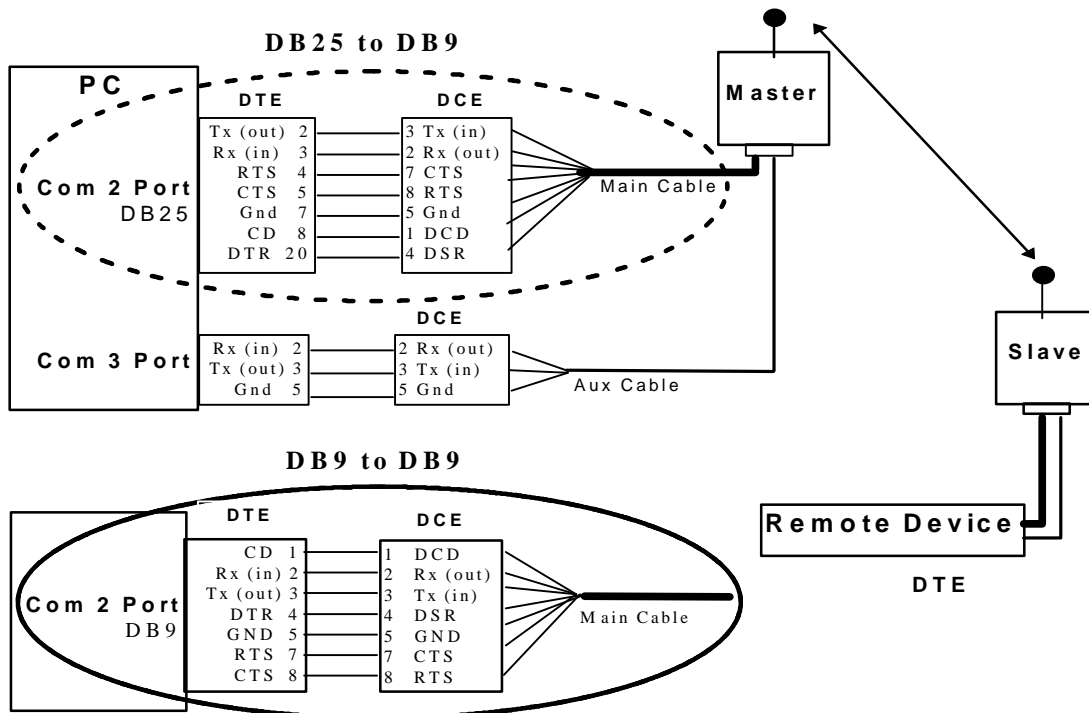 DB25 to DB9
PC
DTE
DCE
Tx (out) 2
3 Tx (in)
Rx (in) 3
2 Rx (out)
RTS 4
7 CTS
CTS 5
8 RTS
Gnd 7
5 Gnd
CD 8
1 DCD
DTR 20
4 DSR
Com 2 Port
DB25
Main Cable
Master
DCE
Com 3 Port
Rx (in) 2
2 Rx (out)
Tx (out) 3
3 Tx (in)
Gnd 5
5 Gnd
Aux Cable
Slave
Remote Device
DTE
DB9 to DB9
DTE
DCE
CD 1
1 DCD
Rx (in) 2
2 Rx (out)
Tx (out) 3
3 Tx (in)
DTR 4
4 DSR
GND 5
5 GND
RTS 7
7 CTS
CTS 8
8 RTS
Com 2 Port
DB9
Main Cable